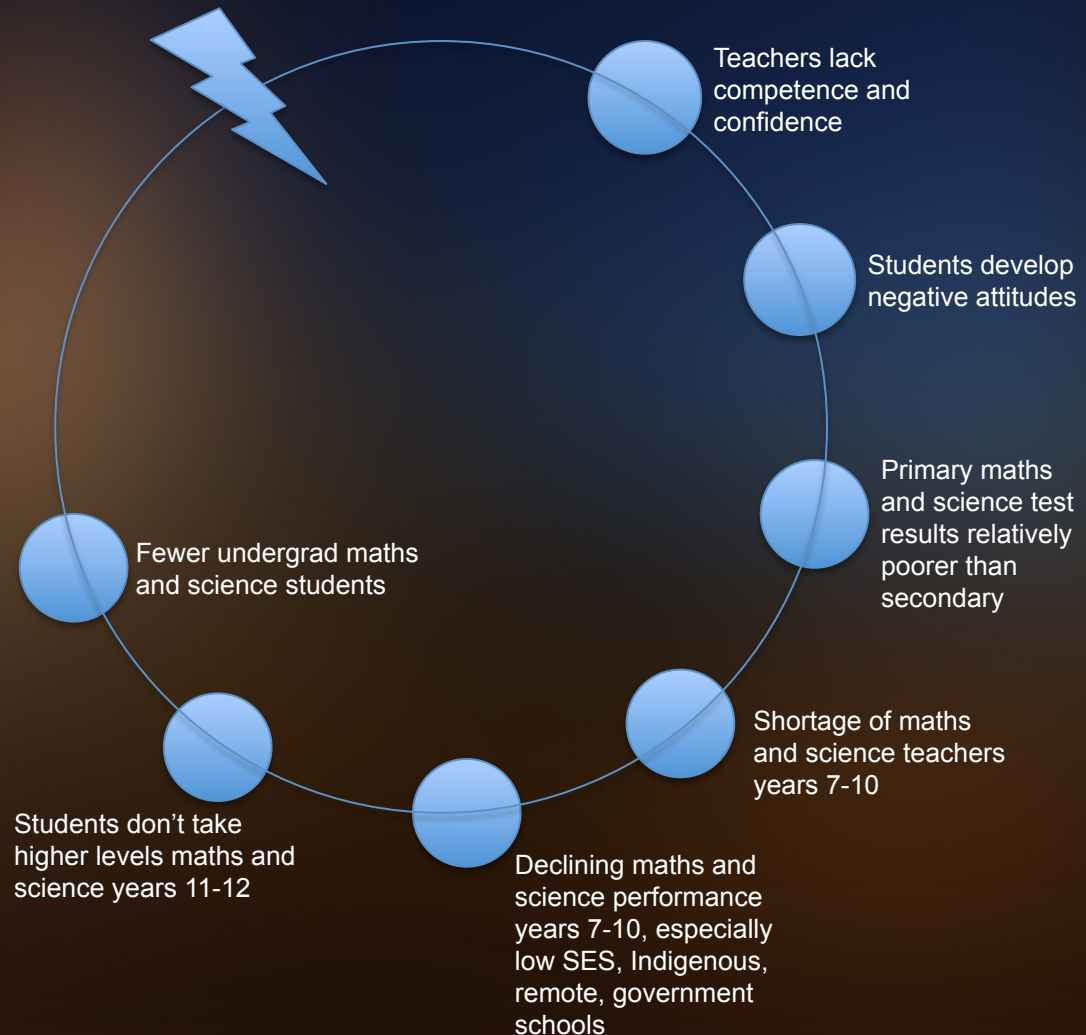 Teachers lack
competence and
confidence
Students develop
negative attitudes
Primary maths
and science test
results relatively
poorer than
secondary
Shortage of maths
and science teachers
years 7-10
Declining maths and
science performance
years 7-10, especially
low SES, Indigenous,
remote, government
schools
Students don’t take
higher levels maths and
science years 11-12
Fewer undergrad maths
and science students